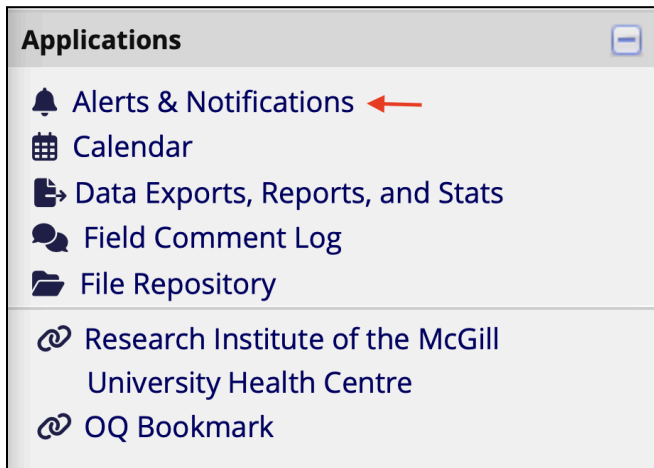 Applications
Alerts & Notifications
Calendar
Data Exports, Reports, and Stats
Field Comment Log
File Repository
Research Institute of the McGill
University Health Centre
OQ Bookmark